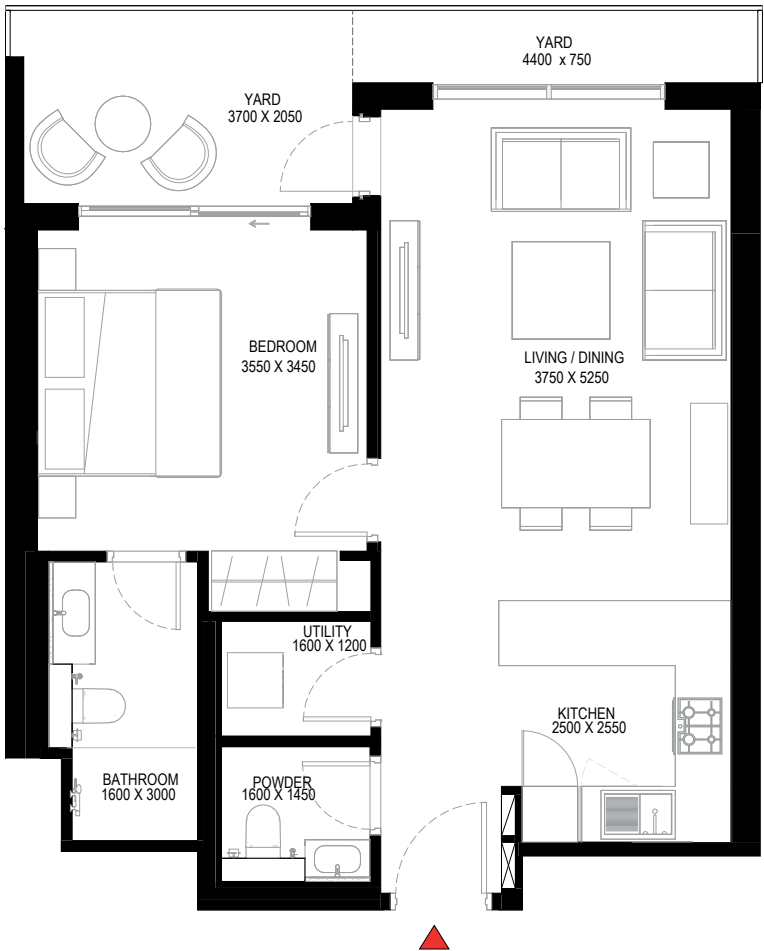 YARD
4400 x 750
YARD
3700 X 2050
BEDROOM
3550 X 3450
LIVING / DINING
3750 X 5250
UTILITY
1600 X 1200
KITCHEN
2500 X 2550
BATHROOM
1600 X 3000
POWDER
1600 X 1450